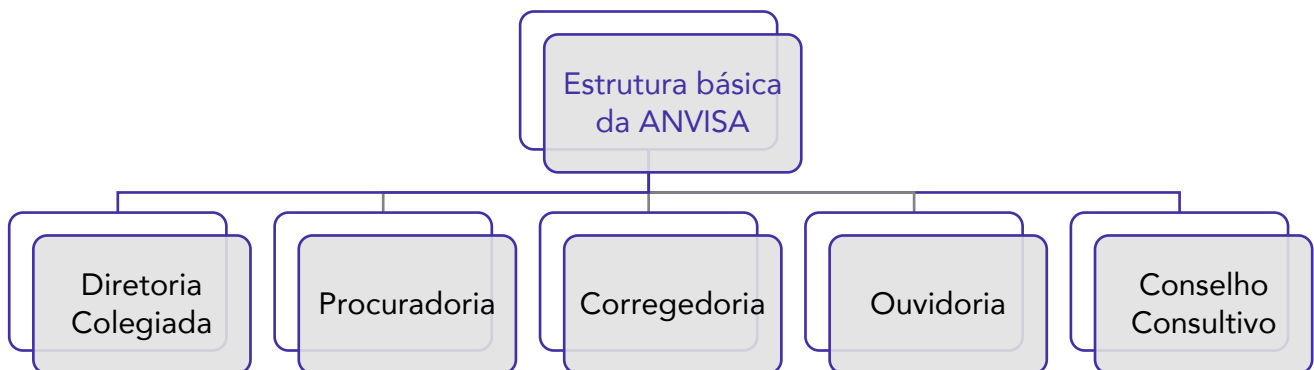 Estrutura básica
da ANVISA
Diretoria
Colegiada
Procuradoria
Corregedoria
Ouvidoria
Conselho
Consultivo